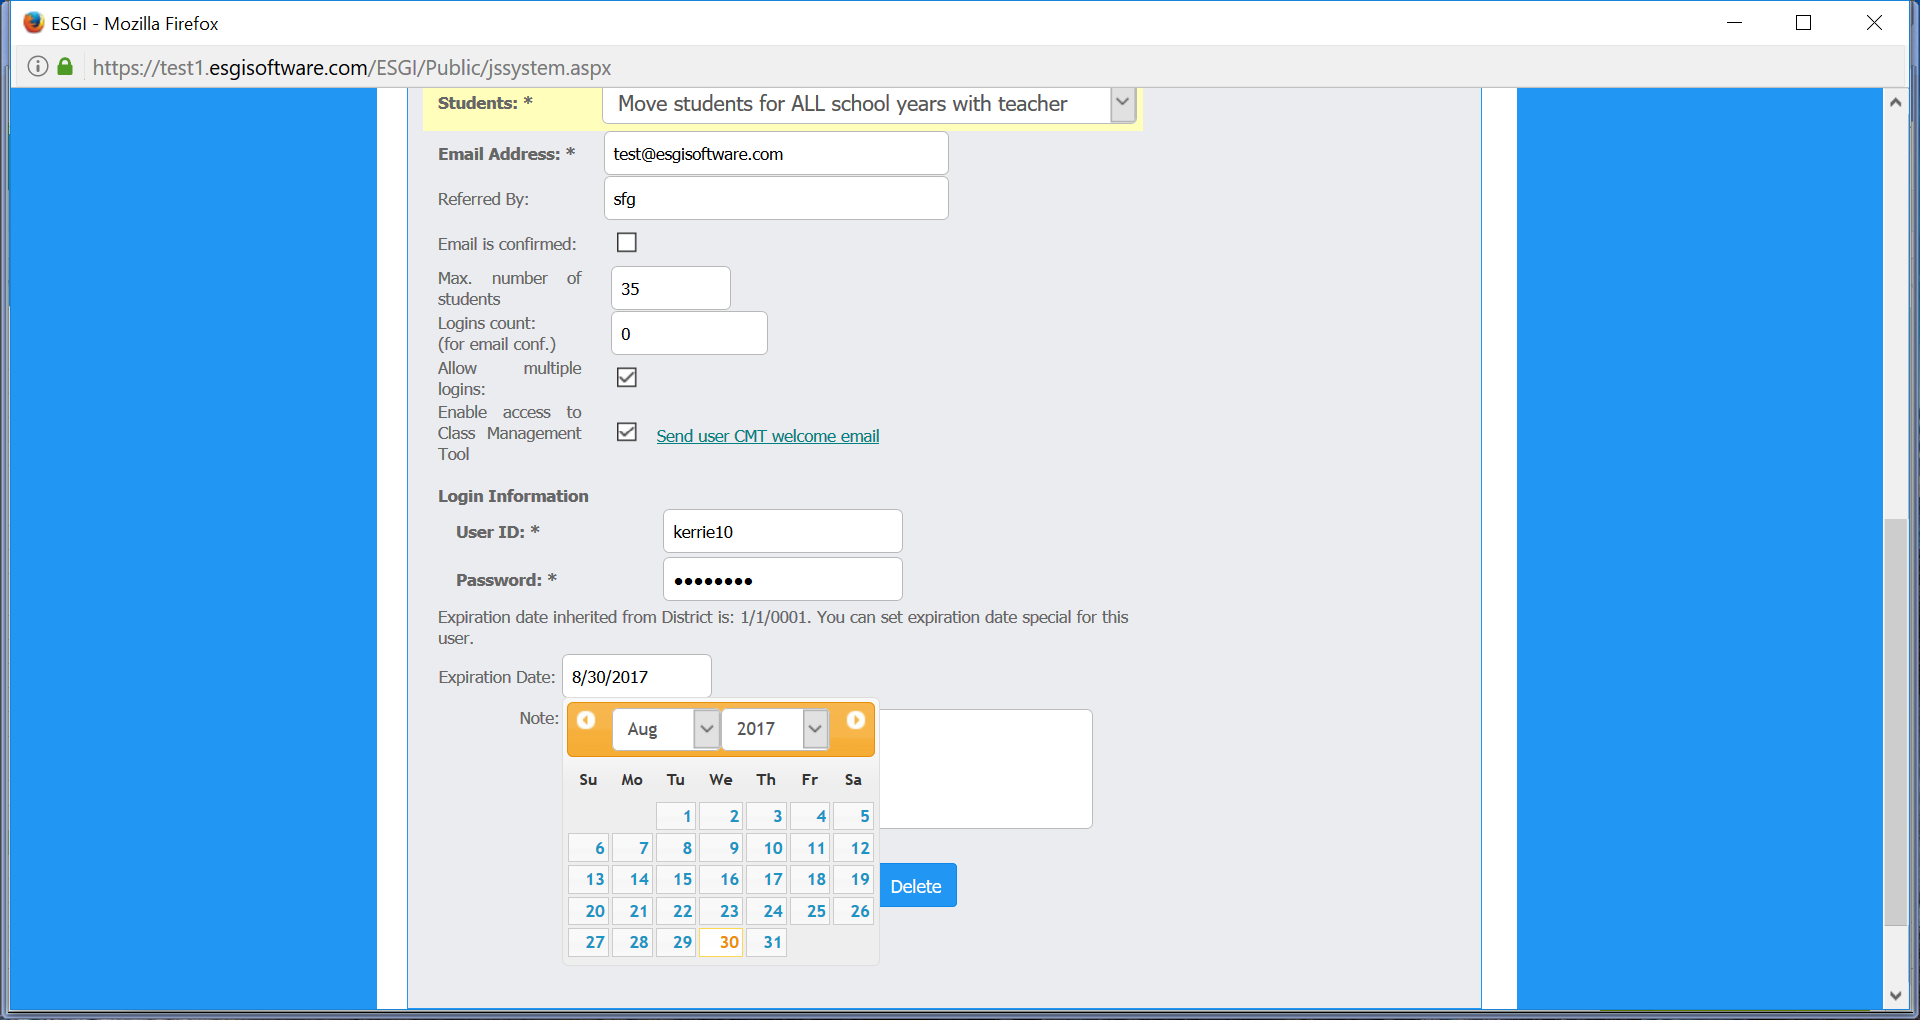 ESGI - Mozilla Firefox
https://test1.esgisoftware.com/ESGI/Public/jssystem.aspx
Students: * Move students for ALL school years with teacher
Email Address: * test@esgisoftware.com
Referred By: sfg
Email is confirmed:
Max. number of
students
35
Logins count:
(for email conf.)
0
Allow multiple
logins:
Enable access to
Class Management
Tool
Send user CMT welcome email
Login Information
User ID: * kerrie10
Password: * ●●●●●●●●
Expiration date inherited from District is: 1/1/0001. You can set expiration date special for this
user.
Expiration Date: 8/30/2017
Note:
Aug 2017
Su Mo Tu We Th Fr Sa
1 2 3 4 5
6 7 8 9 10 11 12
13 14 15 16 17 18 19
Delete
20 21 22 23 24 25 26
27 28 29 30 31